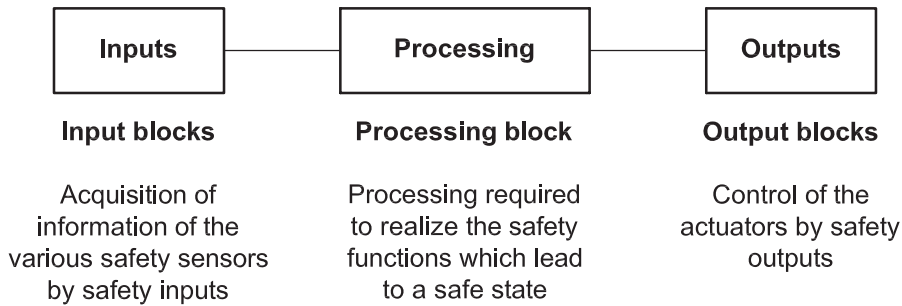 Inputs
Processing
Outputs
Input blocks
Processing block
Output blocks
Acquisition of
information of the
various safety sensors
by safety inputs
Processing required
to realize the safety
functions which lead
to a safe state
Control of the
actuators by safety
outputs